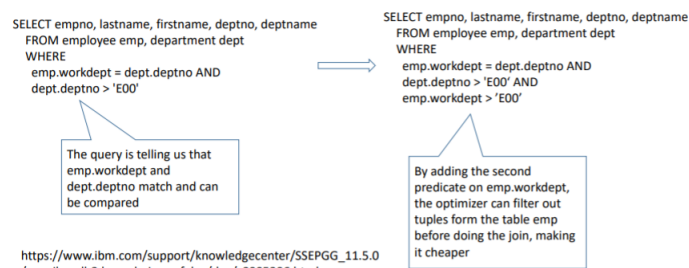 SELECT empno, lastname, firstname, deptno, deptname
FROM employee emp, department dept
WHERE
emp.workdept = dept.deptno AND
dept.deptno > 'E00'
The query is telling us that
emp.workdept and
dept.deptno match and can
be compared
SELECT empno, lastname, firstname, deptno, deptname
FROM employee emp, department dept
WHERE
emp.workdept = dept.deptno AND
dept.deptno > 'E00‘ AND
emp.workdept > ’E00’
By adding the second
predicate on emp.workdept,
the optimizer can filter out
tuples form the table emp
before doing the join, making
it cheaper
https://www.ibm.com/support/knowledgecenter/SSEPGG_11.5.0